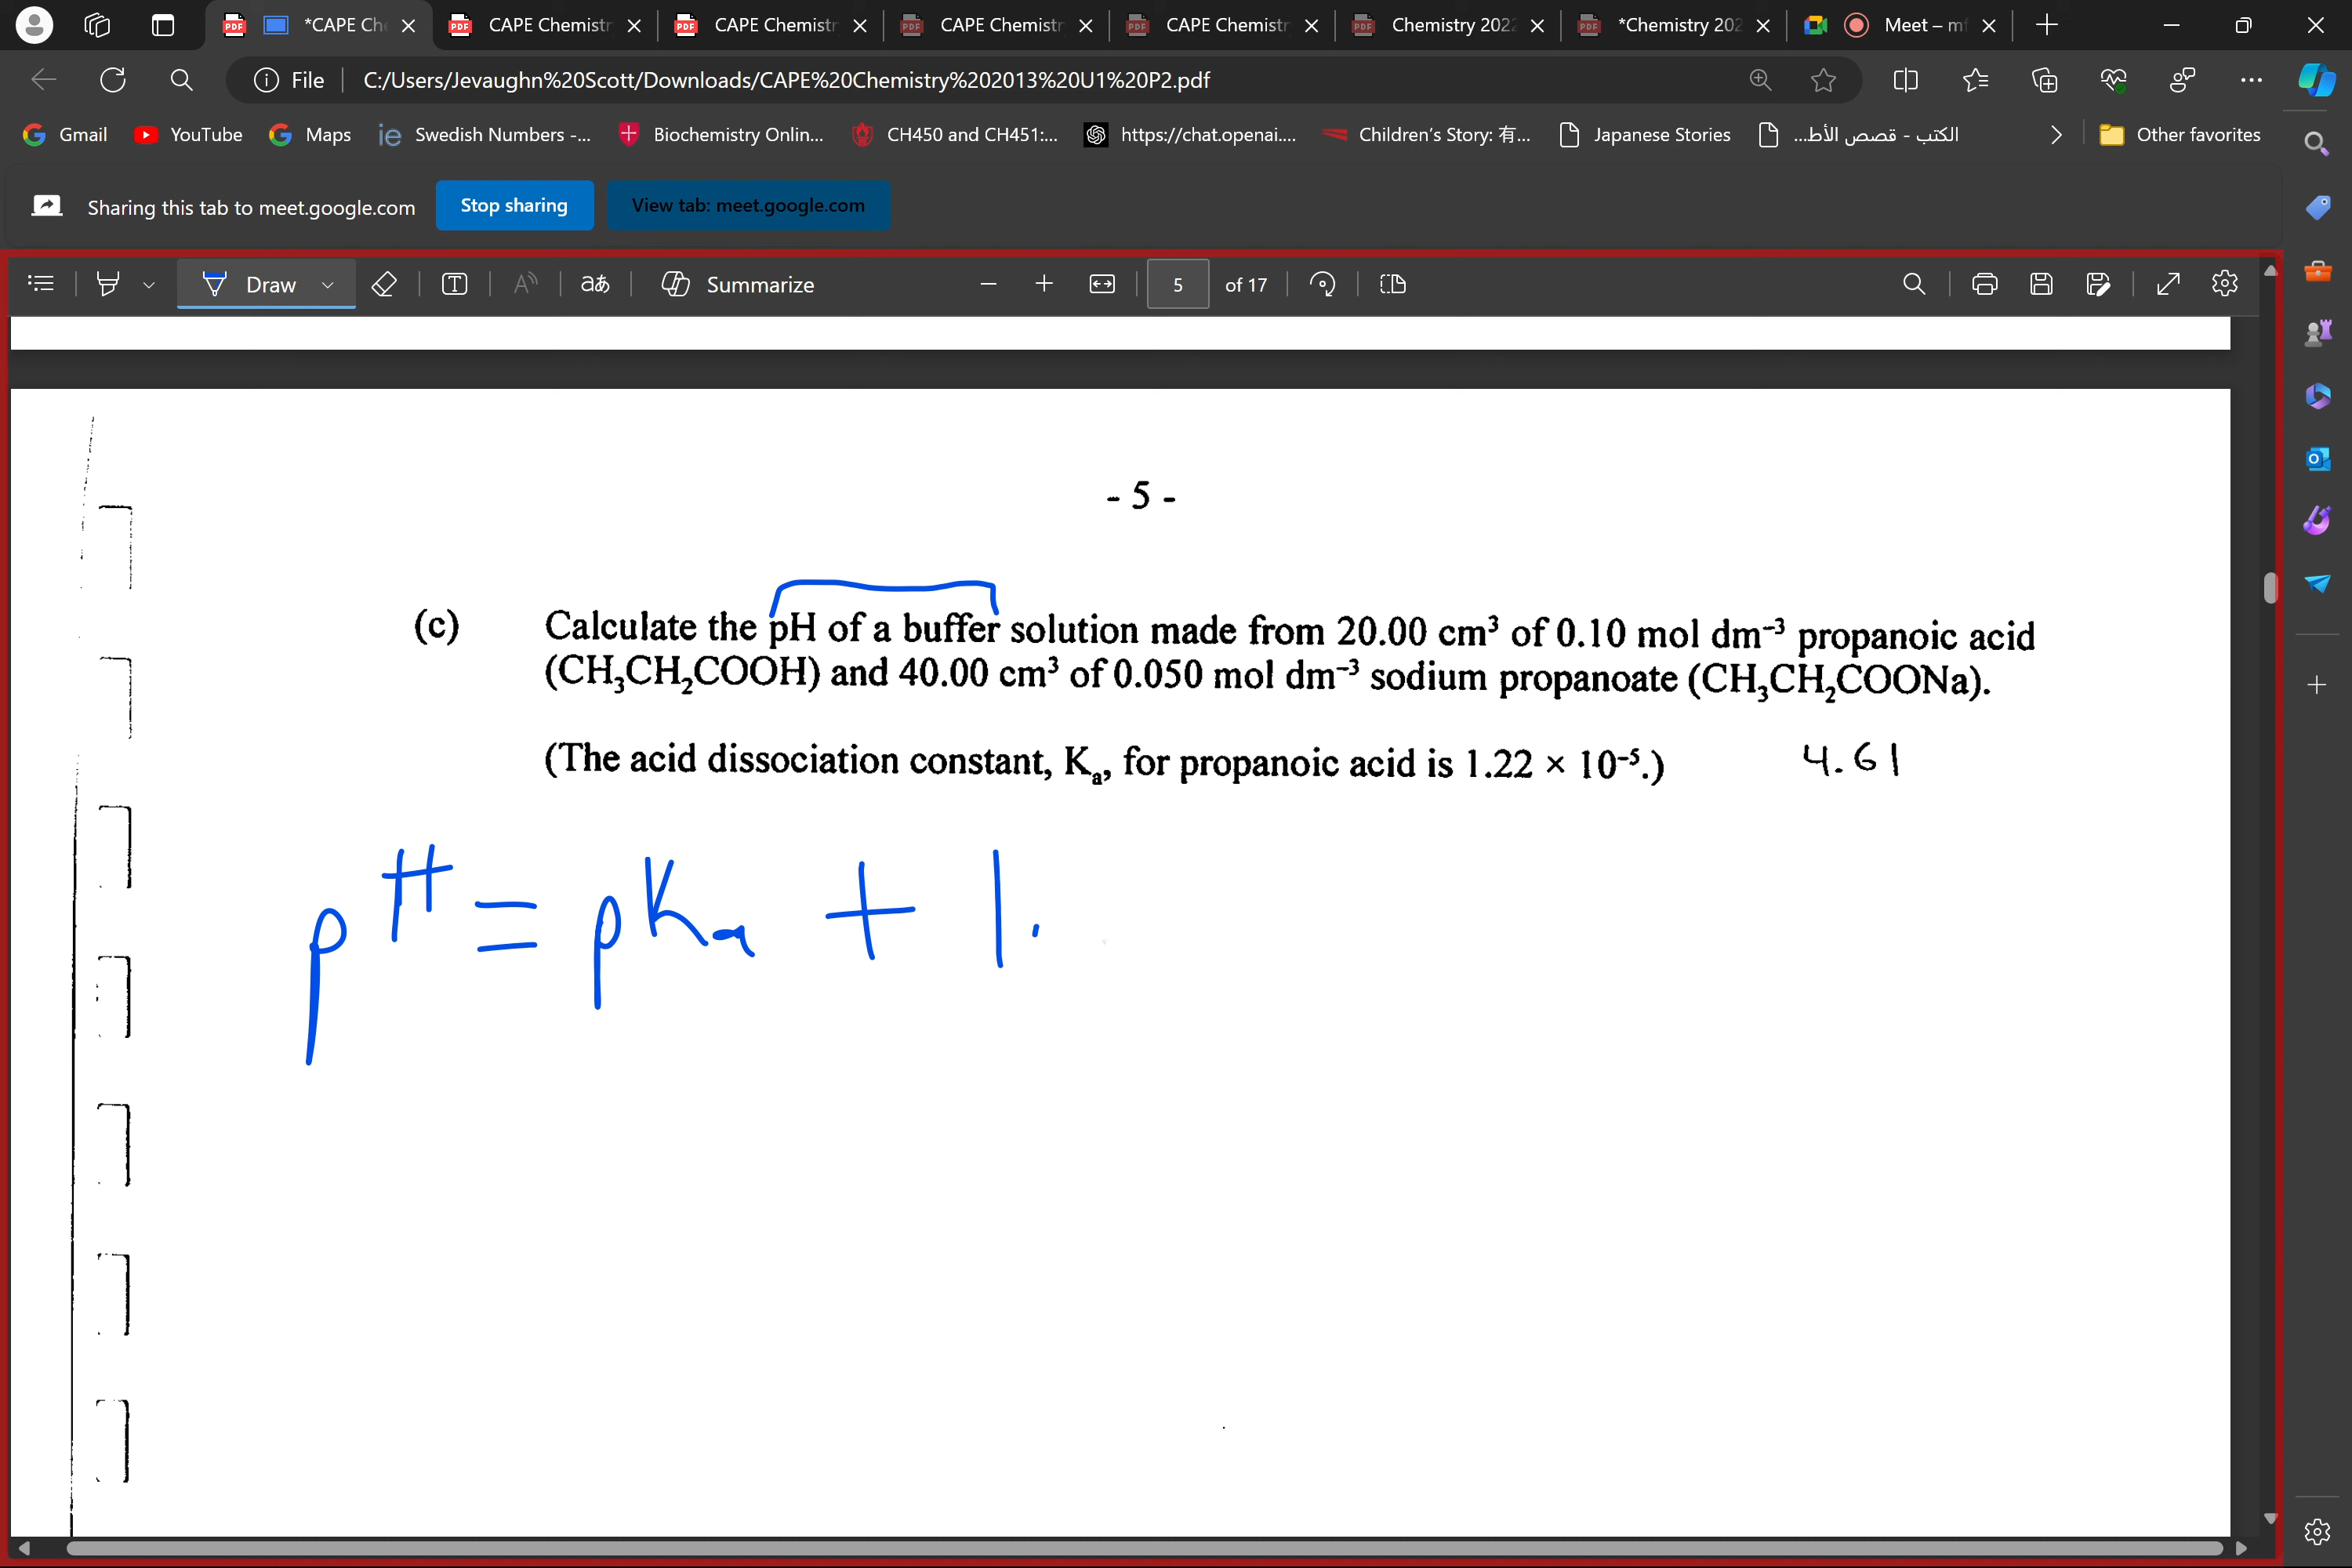 *CAPE Ch
CAPE Chemistr
CAPE Chemistr
CAPE Chemistr
CAPE Chemistr
Chemistry 2022
*Chemistry 202
Meet – m
File
C:/Users/Jevaughn%20Scott/Downloads/CAPE%20Chemistry%202013%20U1%20P2.pdf
Gmail
YouTube
Maps
Swedish Numbers -...
Biochemistry Onlin...
CH450 and CH451:...
https://chat.openai....
Children's Story: 有...
Japanese Stories
الكتب - قصص الأط...
Other favorites
Sharing this tab to meet.google.com
Stop sharing
View tab: meet.google.com
Draw
aあ
Summarize
5
of 17
- 5 -
(c) Calculate the pH of a buffer solution made from 20.00 cm³ of 0.10 mol dm⁻³ propanoic acid
(CH₃CH₂COOH) and 40.00 cm³ of 0.050 mol dm⁻³ sodium propanoate (CH₃CH₂COONa).
(The acid dissociation constant, Kₐ, for propanoic acid is 1.22 × 10⁻⁵.) 4.61
pH = pKₐ + l.